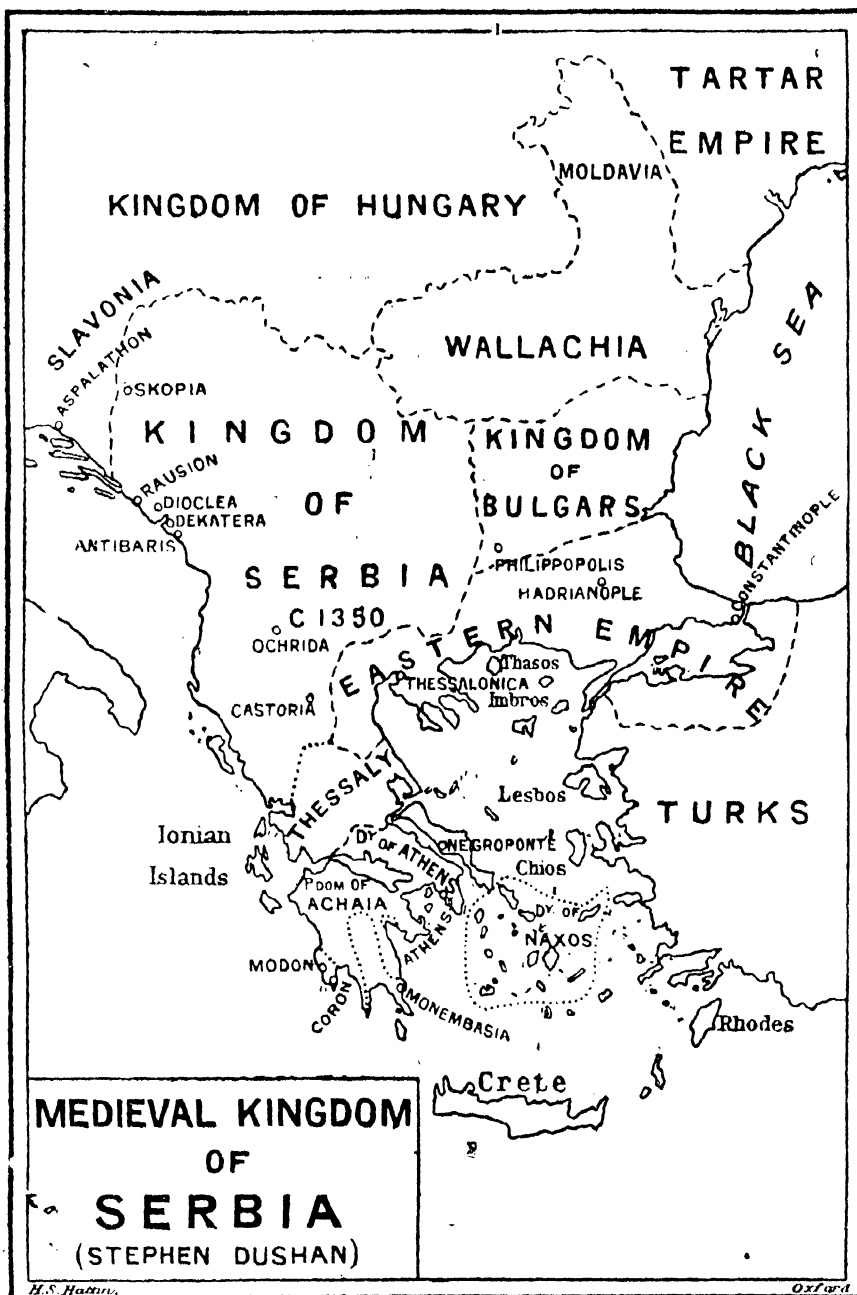 TARTAR
EMPIRE
MOLDAVIA
KINGDOM OF HUNGARY
SLAVONIA
ASPALATHON
WALLACHIA
BLACK SEA
SKOPIA
KINGDOM
OF
SERBIA
C 1350
KINGDOM
OF
BULGARS
RAUSION
DIOCLEA
DEKATERA
ANTIBARIS
PHILIPPOPOLIS
HADRIANOPLE
CONSTANTINOPLE
OCHRIDA
EASTERN EMPIRE
Thasos
THESSALONICA
Imbros
CASTORIA
THESSALY
Lesbos
TURKS
Ionian
Islands
DY OF ATHENS
NEGROPONTE
Chios
PDOM OF
ACHAIA
ATHENS
DY OF
NAXOS
MODON
CORON
MONEMBASIA
Rhodes
Crete
MEDIEVAL KINGDOM
OF
SERBIA
(STEPHEN DUSHAN)
Oxford